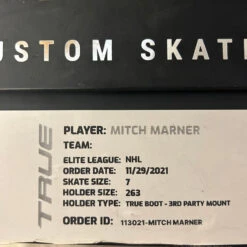 USTOM SKATE
TRUE
PLAYER: MITCH MARNER
TEAM:
ELITE LEAGUE: NHL
ORDER DATE: 11/29/2021
SKATE SIZE: 7
HOLDER SIZE: 263
HOLDER TYPE: TRUE BOOT - 3RD PARTY MOUNT
ORDER ID: 113021-MITCH MARNER